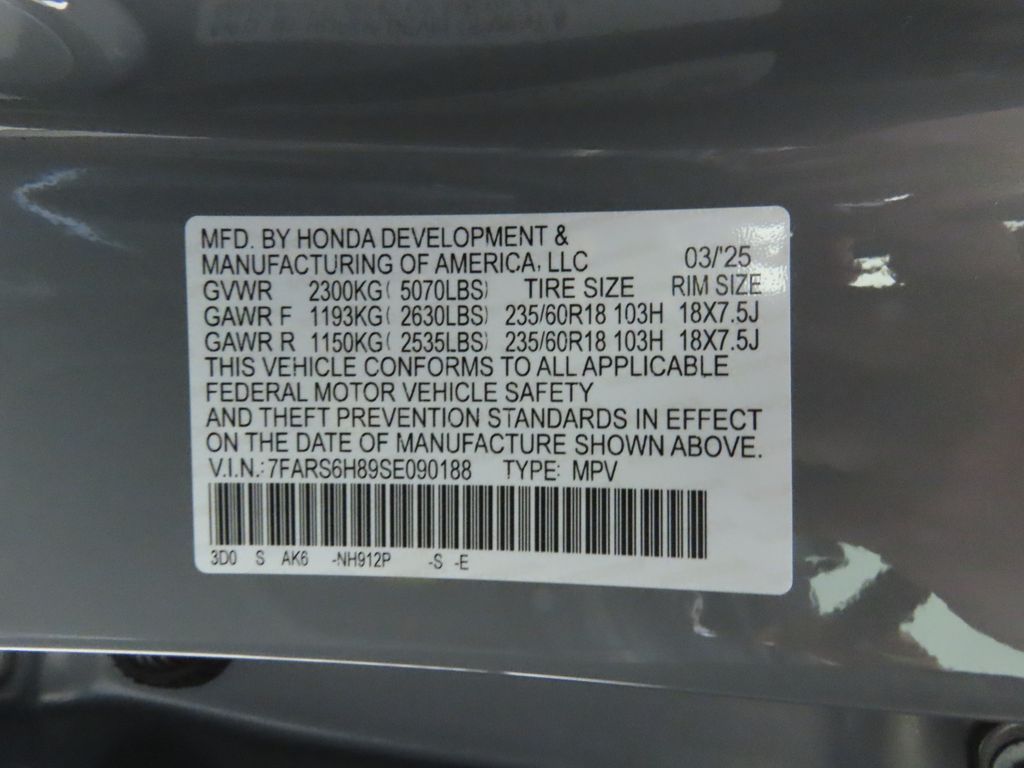 MFD. BY HONDA DEVELOPMENT &
MANUFACTURING OF AMERICA, LLC 03/'25
GVWR 2300KG( 5070LBS) TIRE SIZE RIM SIZE
GAWR F 1193KG( 2630LBS) 235/60R18 103H 18X7.5J
GAWR R 1150KG( 2535LBS) 235/60R18 103H 18X7.5J
THIS VEHICLE CONFORMS TO ALL APPLICABLE
FEDERAL MOTOR VEHICLE SAFETY
AND THEFT PREVENTION STANDARDS IN EFFECT
ON THE DATE OF MANUFACTURE SHOWN ABOVE.
V.I.N.:7FARS6H89SE090188 TYPE: MPV
3D0 S AK6 -NH912P -S -E